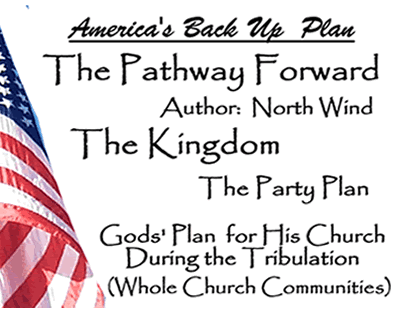 America's Back Up Plan
The Pathway Forward
Author: North Wind
The Kingdom
The Party Plan
Gods' Plan for His Church
During the Tribulation
(Whole Church Communities)